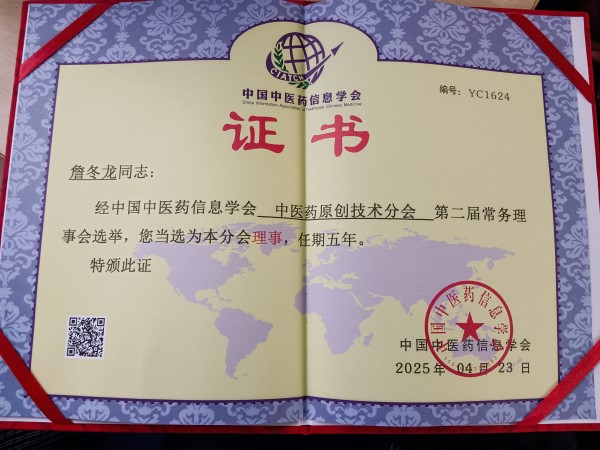 CIATCM
中国中医药信息学会
China Information Association of Traditional Chinese Medicine
编号：YC1624
证书
詹冬龙同志：
经中国中医药信息学会 中医药原创技术分会 第二届常务理
事会选举，您当选为本分会理事，任期五年。
特颁此证
中国中医药信息学会
中国中医药信息学会
2025年 04月 23日